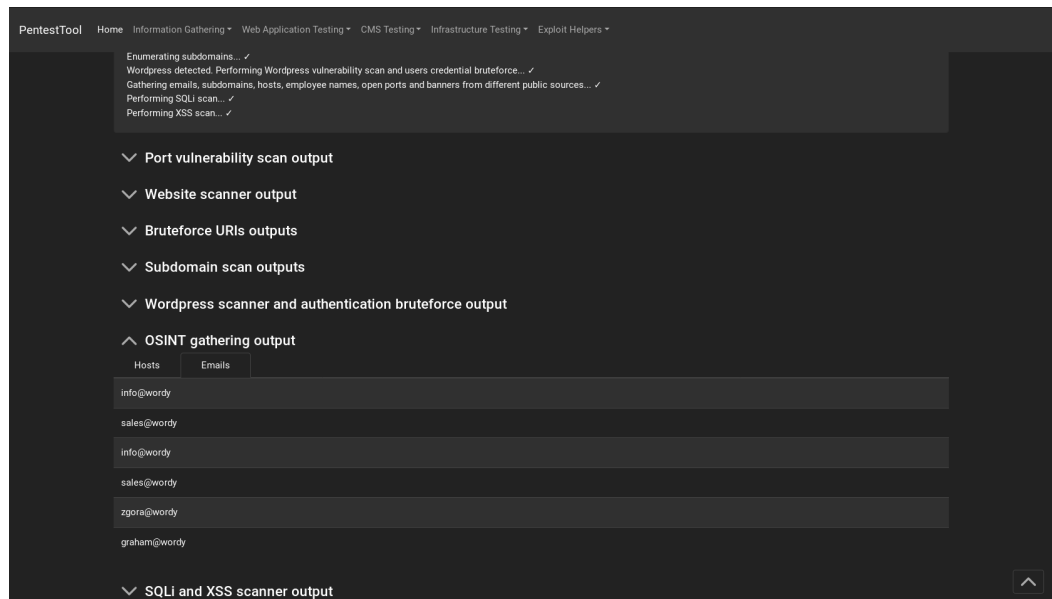 PentestTool Home Information Gathering Web Application Testing CMS Testing Infrastructure Testing Exploit Helpers
Enumerating subdomains... ✓
Wordpress detected. Performing Wordpress vulnerability scan and users credential bruteforce... ✓
Gathering emails, subdomains, hosts, employee names, open ports and banners from different public sources... ✓
Performing SQLi scan... ✓
Performing XSS scan... ✓
Port vulnerability scan output
Website scanner output
Bruteforce URIs outputs
Subdomain scan outputs
Wordpress scanner and authentication bruteforce output
OSINT gathering output
Hosts Emails
info@wordy
sales@wordy
info@wordy
sales@wordy
zgora@wordy
graham@wordy
SQLi and XSS scanner output